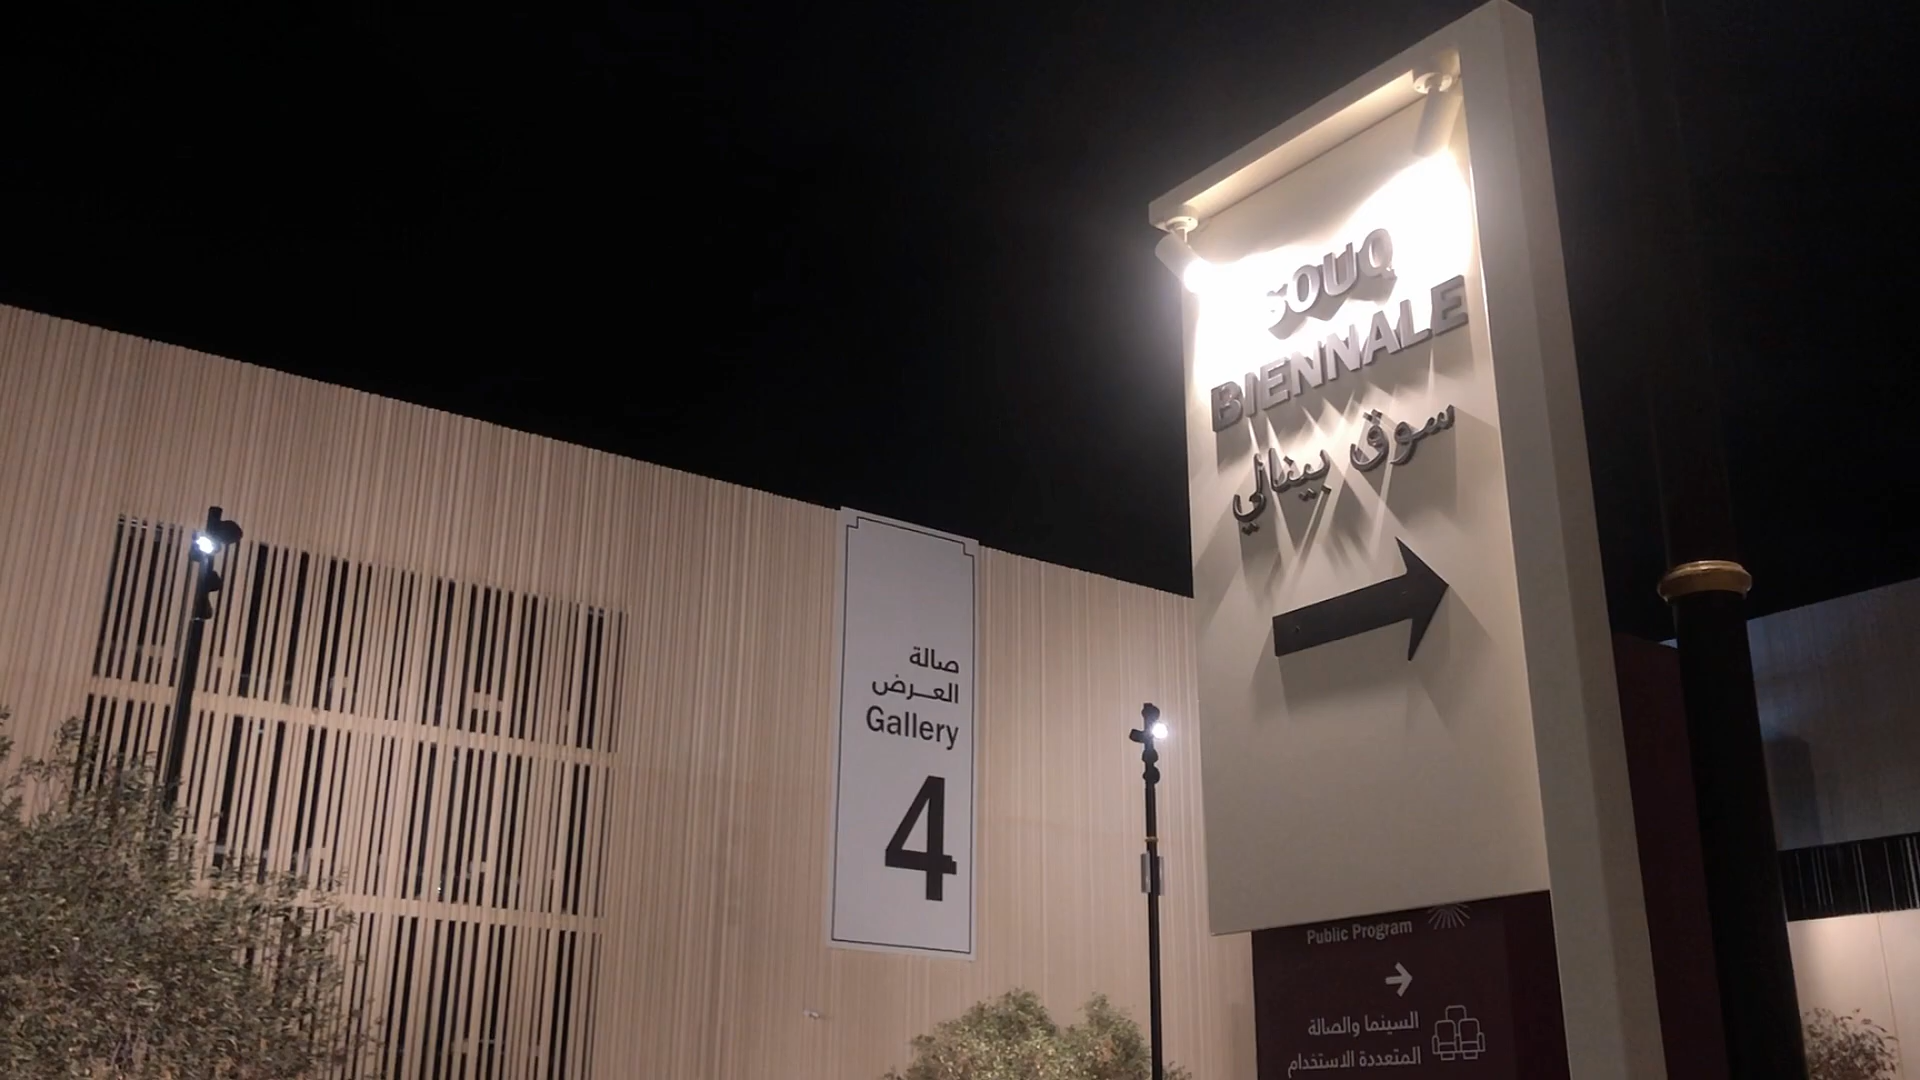 SOUQ
BIENNALE
سوق بينالي
صالة
العرض
Gallery
4
Public Program
السينما والصالة
المتعددة الاستخدام